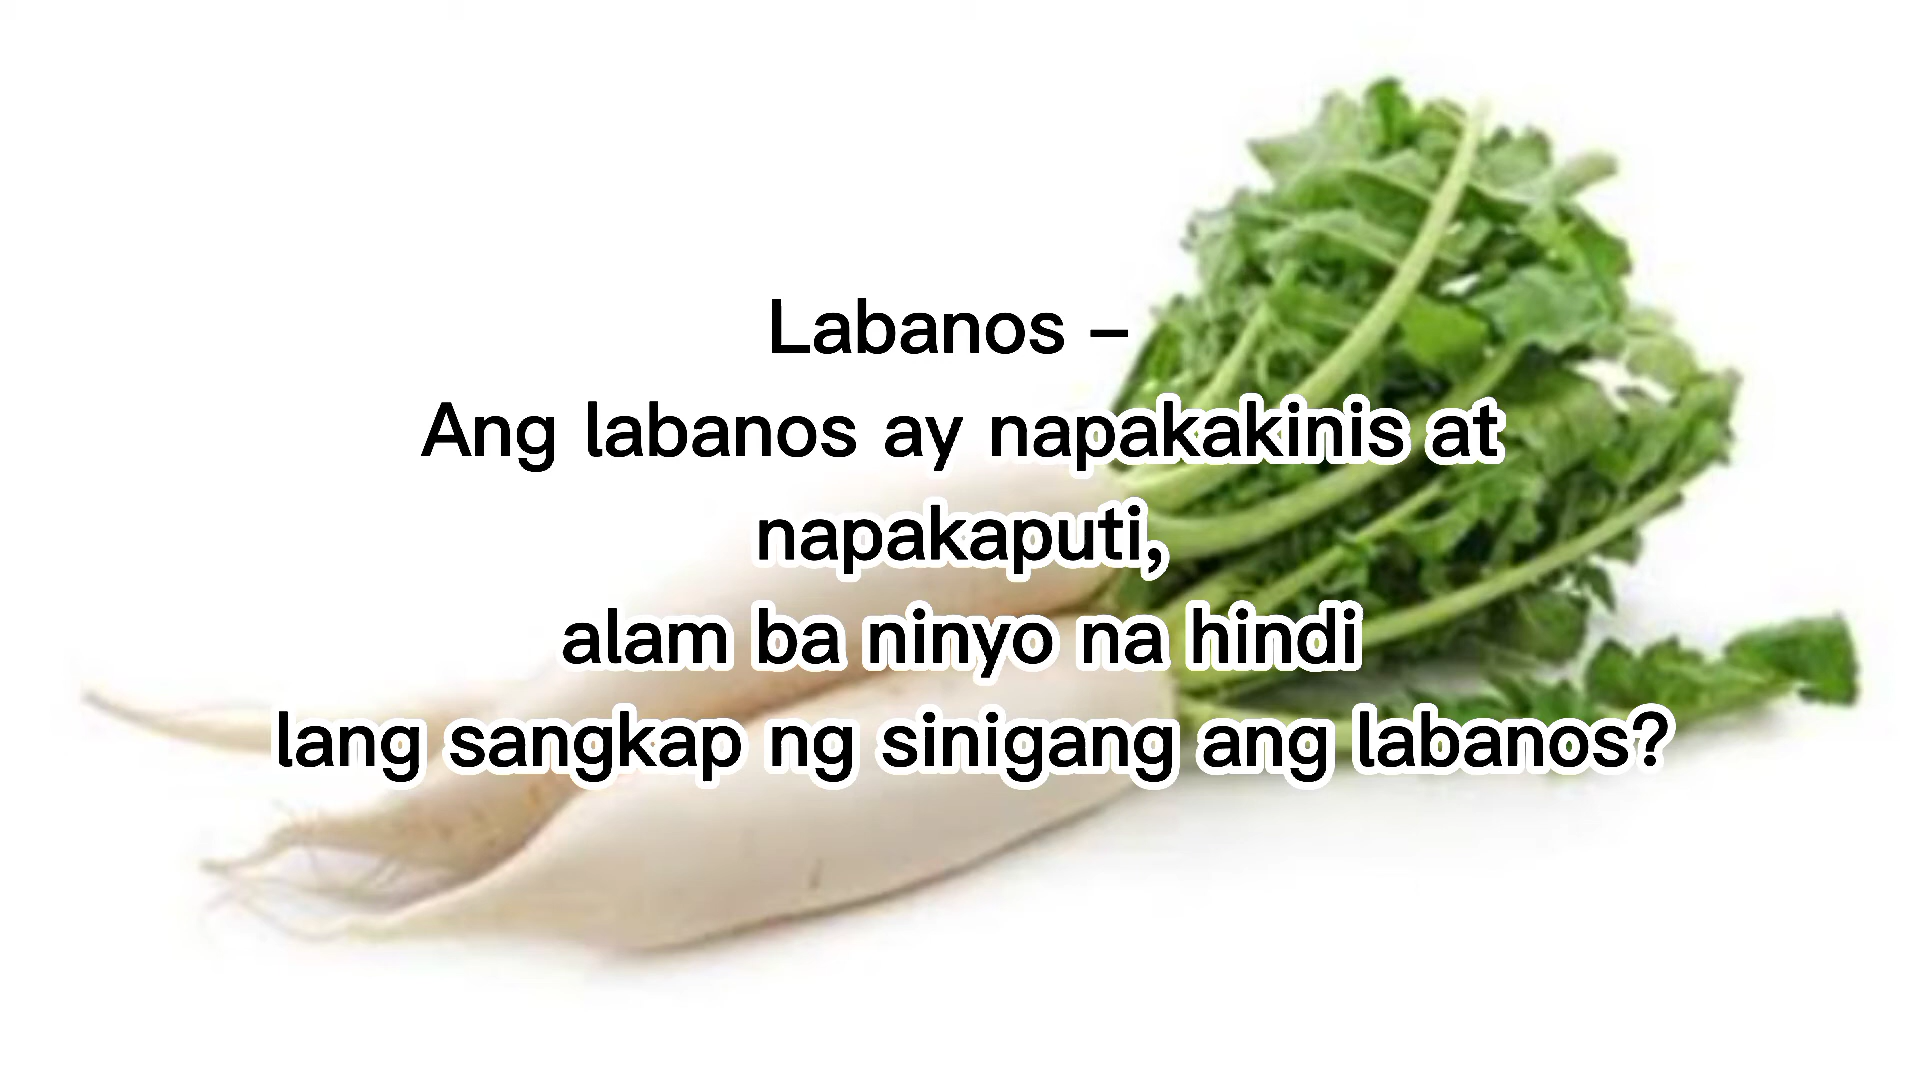 Labanos –
Ang labanos ay napakakinis at
napakaputi,
alam ba ninyo na hindi
lang sangkap ng sinigang ang labanos?